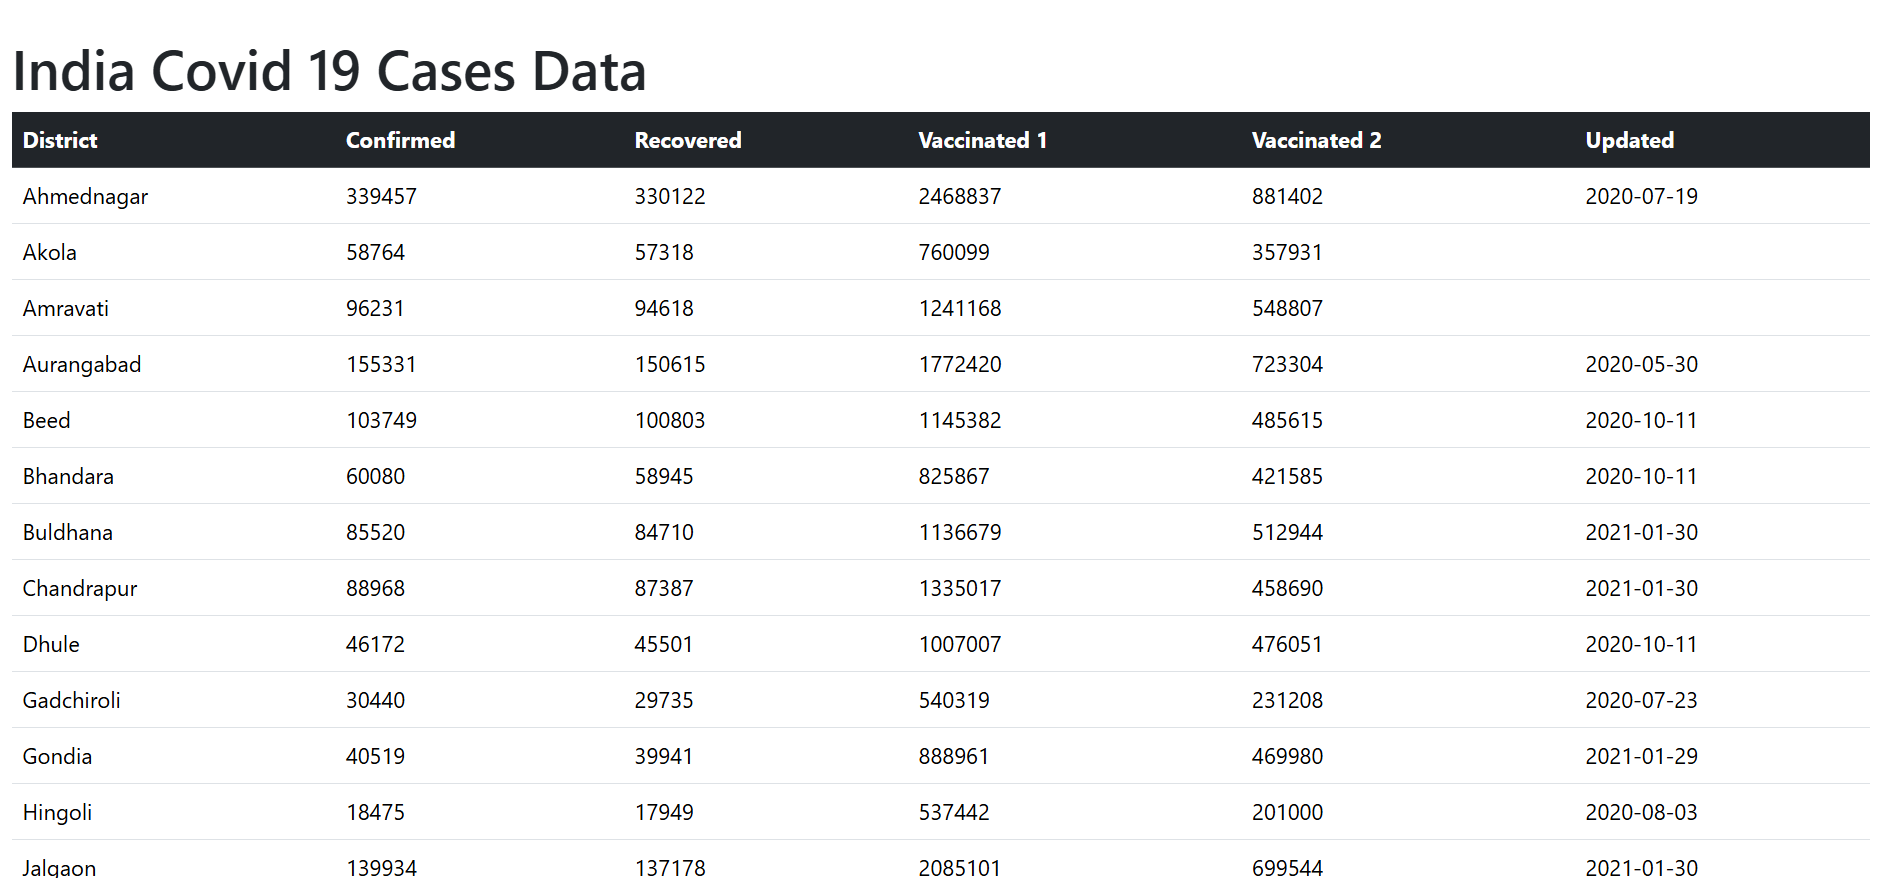 India Covid 19 Cases Data
District Confirmed Recovered Vaccinated 1 Vaccinated 2 Updated
Ahmednagar 339457 330122 2468837 881402 2020-07-19
Akola 58764 57318 760099 357931
Amravati 96231 94618 1241168 548807
Aurangabad 155331 150615 1772420 723304 2020-05-30
Beed 103749 100803 1145382 485615 2020-10-11
Bhandara 60080 58945 825867 421585 2020-10-11
Buldhana 85520 84710 1136679 512944 2021-01-30
Chandrapur 88968 87387 1335017 458690 2021-01-30
Dhule 46172 45501 1007007 476051 2020-10-11
Gadchiroli 30440 29735 540319 231208 2020-07-23
Gondia 40519 39941 888961 469980 2021-01-29
Hingoli 18475 17949 537442 201000 2020-08-03
Jalgaon 139934 137178 2085101 699544 2021-01-30